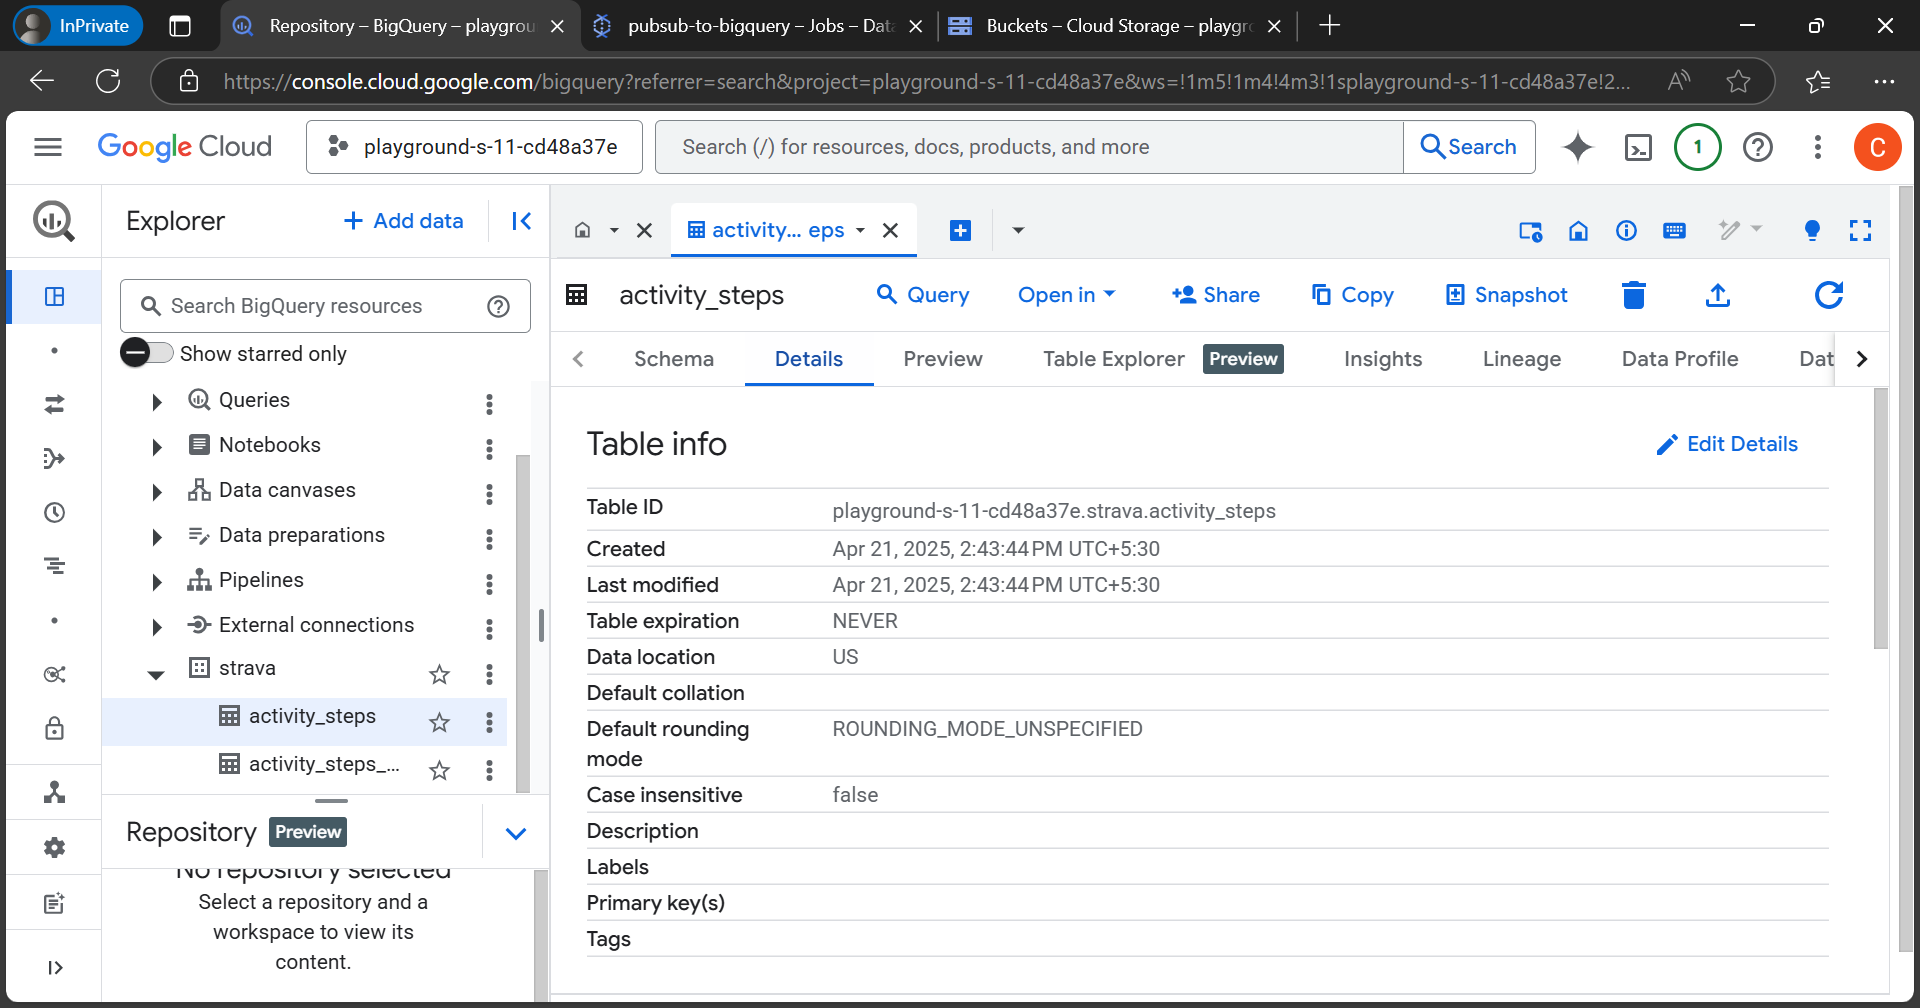 InPrivate
Repository – BigQuery – playgrou
pubsub-to-bigquery – Jobs – Data
Buckets – Cloud Storage – playgr
https://console.cloud.google.com/bigquery?referrer=search&project=playground-s-11-cd48a37e&ws=!1m5!1m4!4m3!1splayground-s-11-cd48a37e!2...
Google Cloud
playground-s-11-cd48a37e
Search (/) for resources, docs, products, and more
Search
1
C
Explorer
Add data
Search BigQuery resources
Show starred only
Queries
Notebooks
Data canvases
Data preparations
Pipelines
External connections
strava
activity_steps
activity_steps_...
Repository Preview
No repository selected
Select a repository and a
workspace to view its
content.
activity... eps
activity_steps
Query
Open in
Share
Copy
Snapshot
Schema
Details
Preview
Table Explorer Preview
Insights
Lineage
Data Profile
Dat
Table info
Edit Details
Table ID playground-s-11-cd48a37e.strava.activity_steps
Created Apr 21, 2025, 2:43:44 PM UTC+5:30
Last modified Apr 21, 2025, 2:43:44 PM UTC+5:30
Table expiration NEVER
Data location US
Default collation
Default rounding mode ROUNDING_MODE_UNSPECIFIED
Case insensitive false
Description
Labels
Primary key(s)
Tags